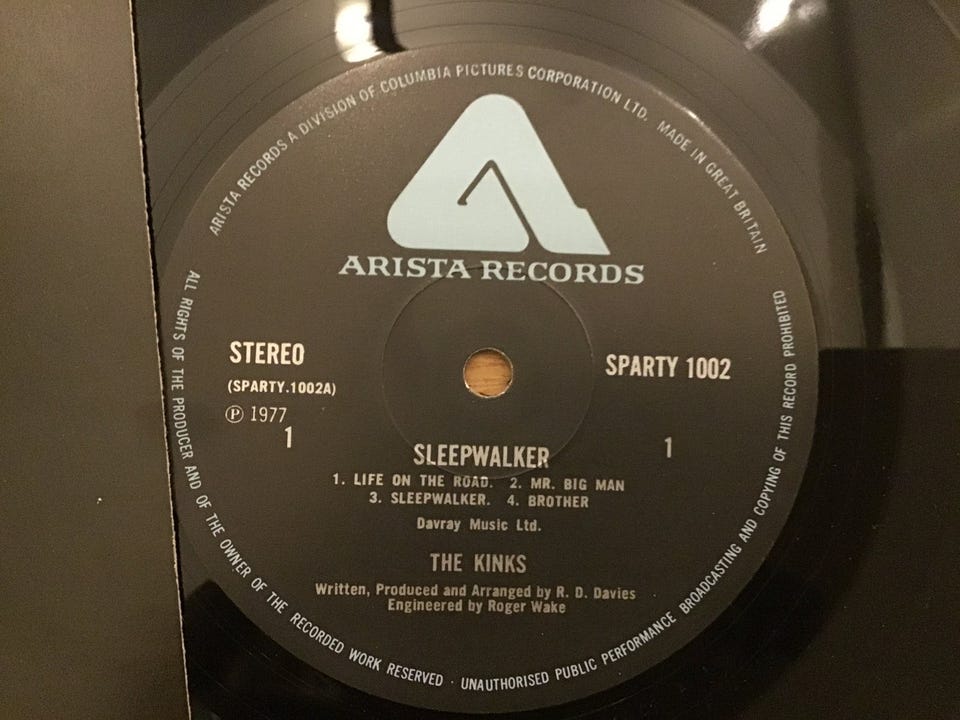 ARISTA RECORDS A DIVISION OF COLUMBIA PICTURES CORPORATION LTD. MADE IN GREAT BRITAIN
ARISTA RECORDS
STEREO
(SPARTY.1002A)
℗ 1977
1
SPARTY 1002
1
SLEEPWALKER
1. LIFE ON THE ROAD. 2. MR. BIG MAN
3. SLEEPWALKER. 4. BROTHER
Davray Music Ltd.
THE KINKS
Written, Produced and Arranged by R. D. Davies
Engineered by Roger Wake
ALL RIGHTS OF THE PRODUCER AND OF THE OWNER OF THE RECORDED WORK RESERVED · UNAUTHORISED PUBLIC PERFORMANCE BROADCASTING AND COPYING OF THIS RECORD PROHIBITED